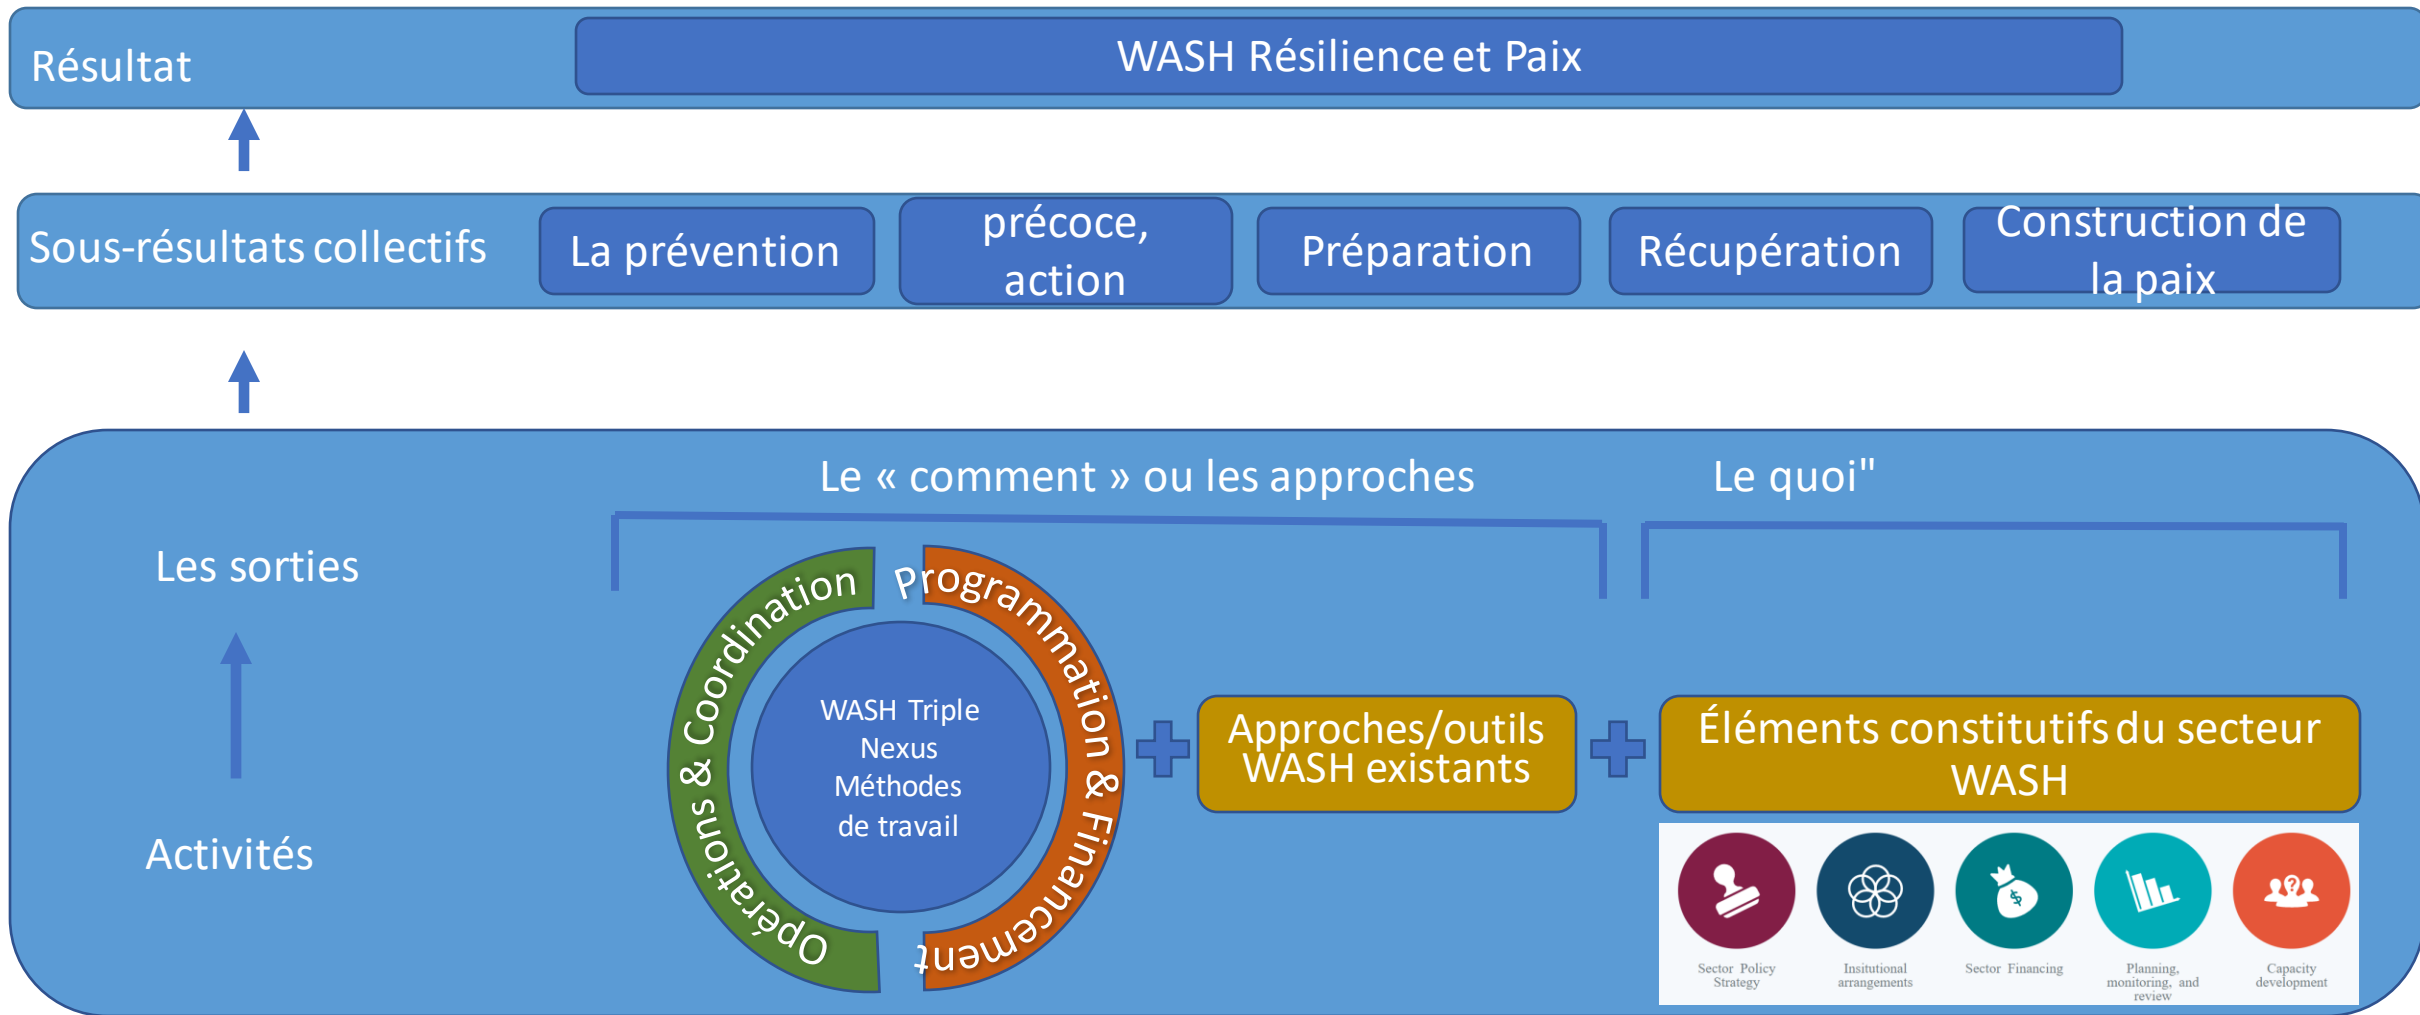 Résultat
WASH Résilience et Paix
Sous-résultats collectifs
La prévention
précoce,
action
Préparation
Récupération
Construction de
la paix
Le « comment » ou les approches
Le quoi"
Les sorties
Activités
Opérations & Coordination
Programmation & Financement
WASH Triple
Nexus
Méthodes
de travail
Approches/outils
WASH existants
Éléments constitutifs du secteur
WASH
Sector Policy
Strategy
Insitutional
arrangements
Sector Financing
Planning,
monitoring, and
review
Capacity
development